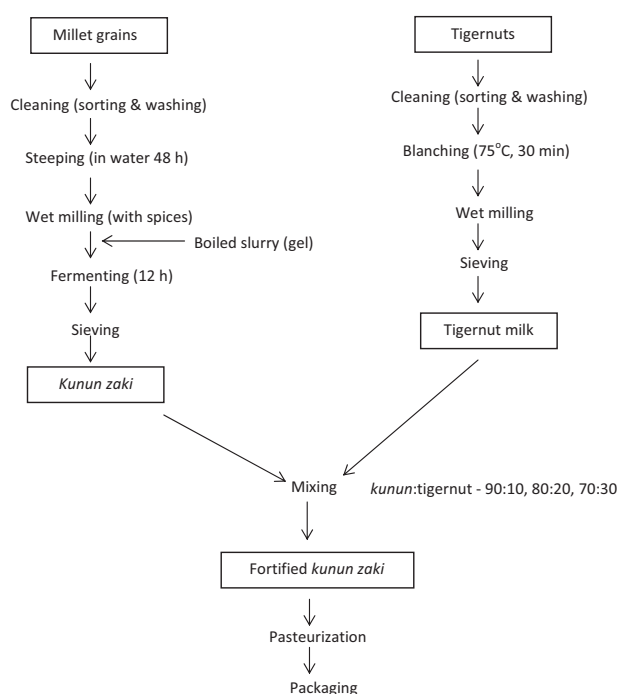 Millet grains
Cleaning (sorting & washing)
Steeping (in water 48 h)
Wet milling (with spices)
Boiled slurry (gel)
Fermenting (12 h)
Sieving
Kunun zaki
Tigernuts
Cleaning (sorting & washing)
Blanching (75°C, 30 min)
Wet milling
Sieving
Tigernut milk
Mixing
kunun:tigernut - 90:10, 80:20, 70:30
Fortified kunun zaki
Pasteurization
Packaging